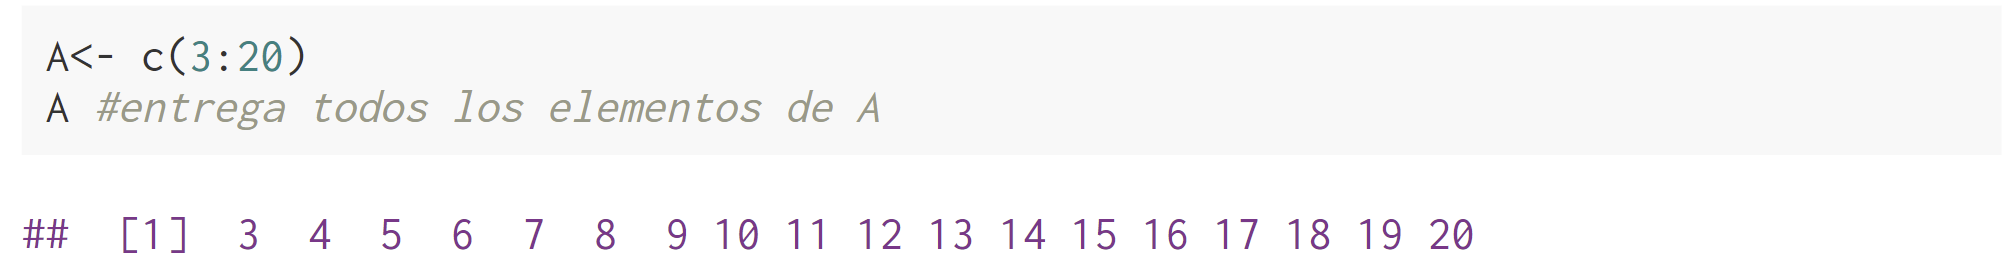 A<- c(3:20)
A #entrega todos los elementos de A
##  [1]  3  4  5  6  7  8  9 10 11 12 13 14 15 16 17 18 19 20